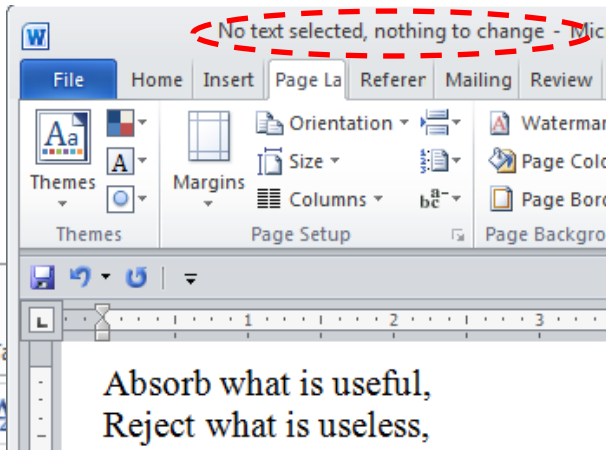 No text selected, nothing to change - Mic
File Home Insert Page La Referer Mailing Review
Aa Orientation Watermar
A Size Page Colo
Themes Margins Columns Page Bord
Themes Page Setup Page Backgro
L 1 2 3
Absorb what is useful,
Reject what is useless,